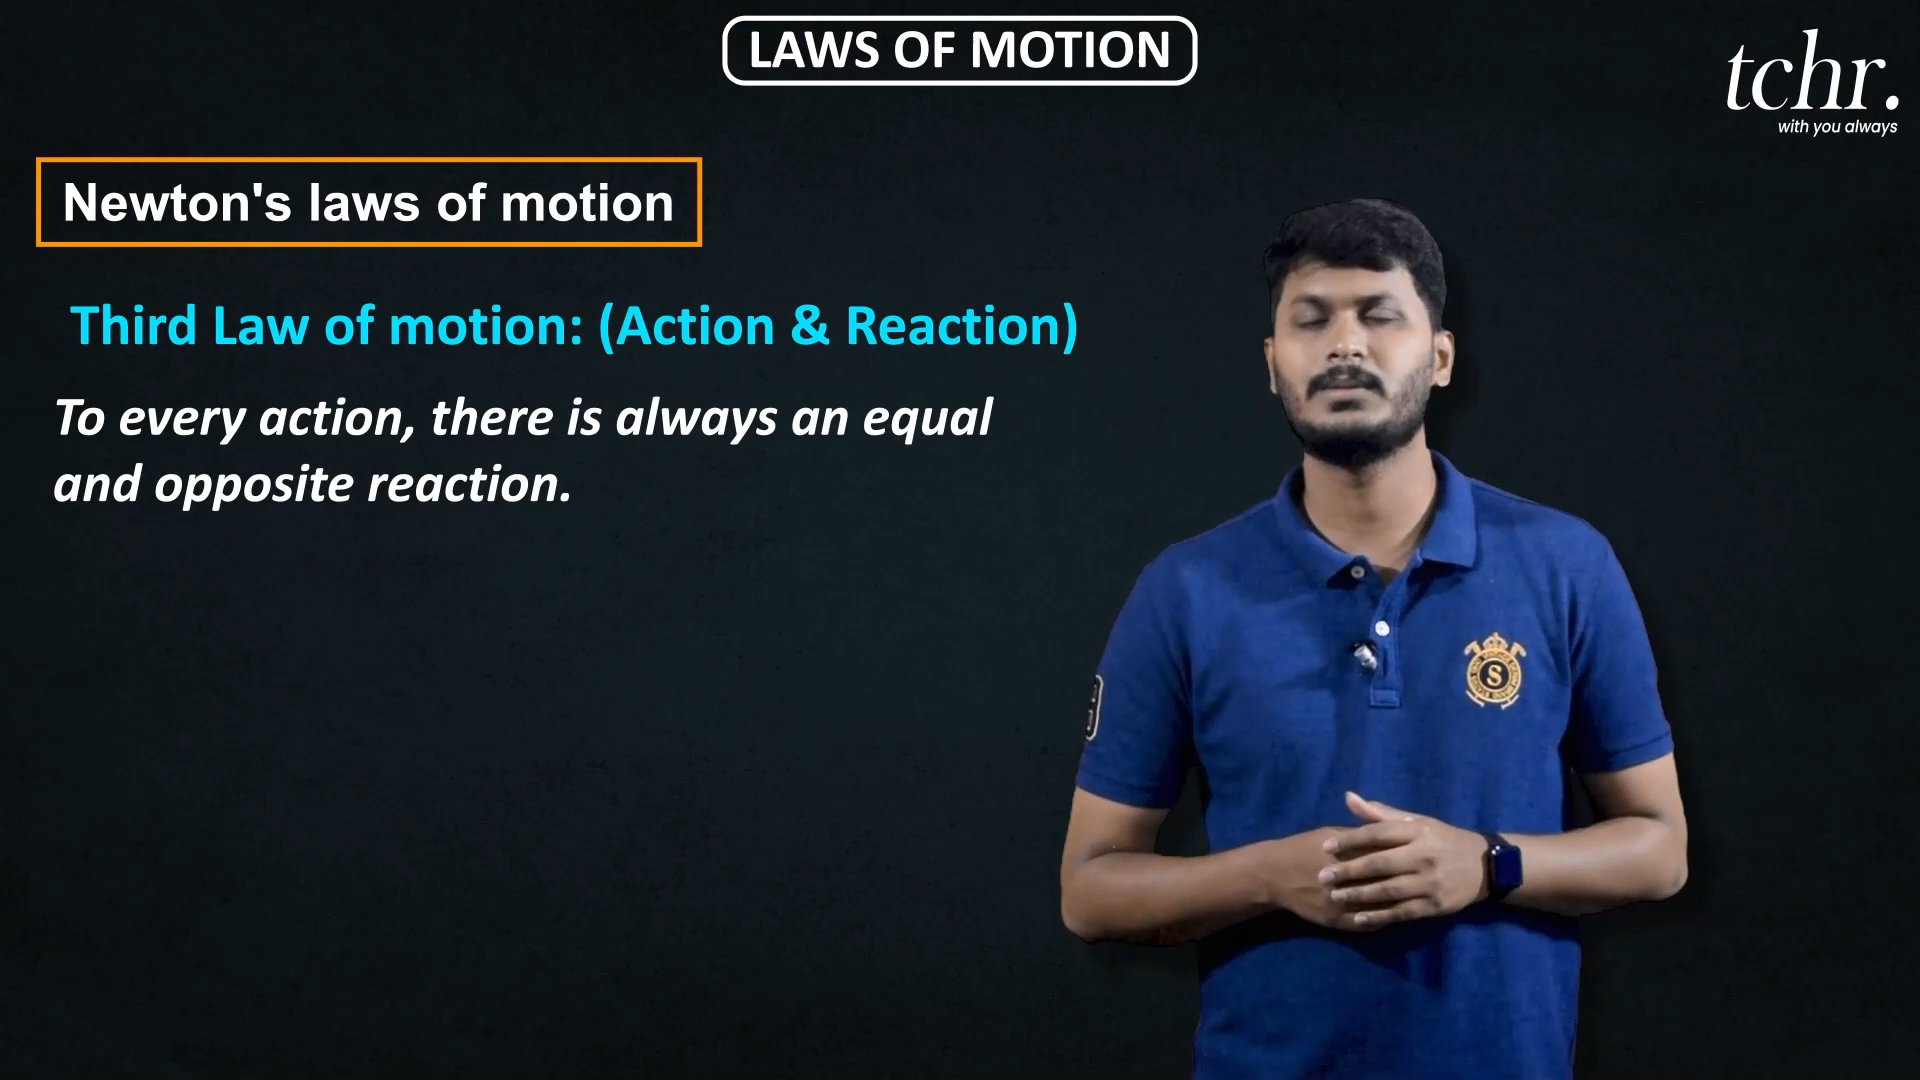 LAWS OF MOTION
tchr.
with you always
Newton's laws of motion
Third Law of motion: (Action & Reaction)
To every action, there is always an equal
and opposite reaction.
S